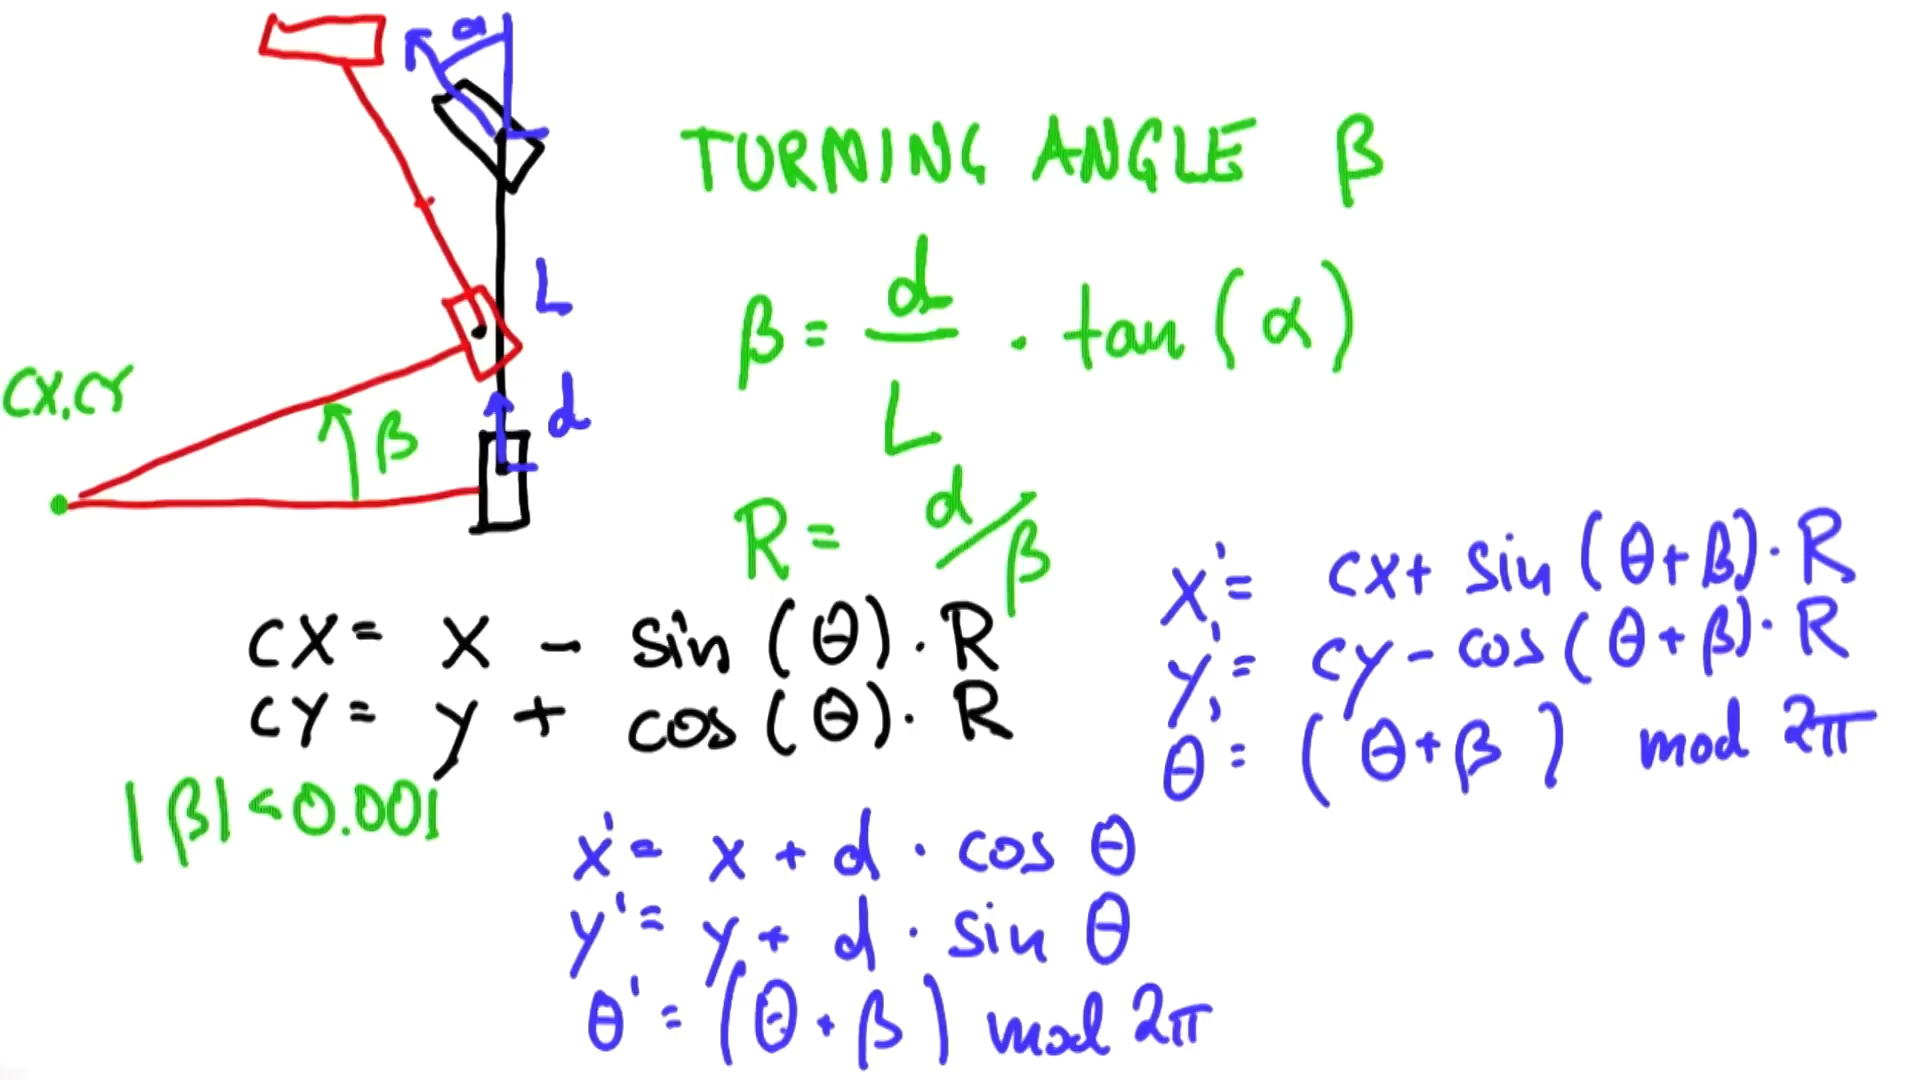 α
TURNING ANGLE β
L
β = d/L · tan(α)
cx,cy
d
β
R = d/β
cx = x - sin(θ)·R
cy = y + cos(θ)·R
x' = cx + sin(θ+β)·R
y' = cy - cos(θ+β)·R
θ' = (θ+β) mod 2π
|β| < 0.001
x' = x + d · cos θ
y' = y + d · sin θ
θ' = (θ+β) mod 2π